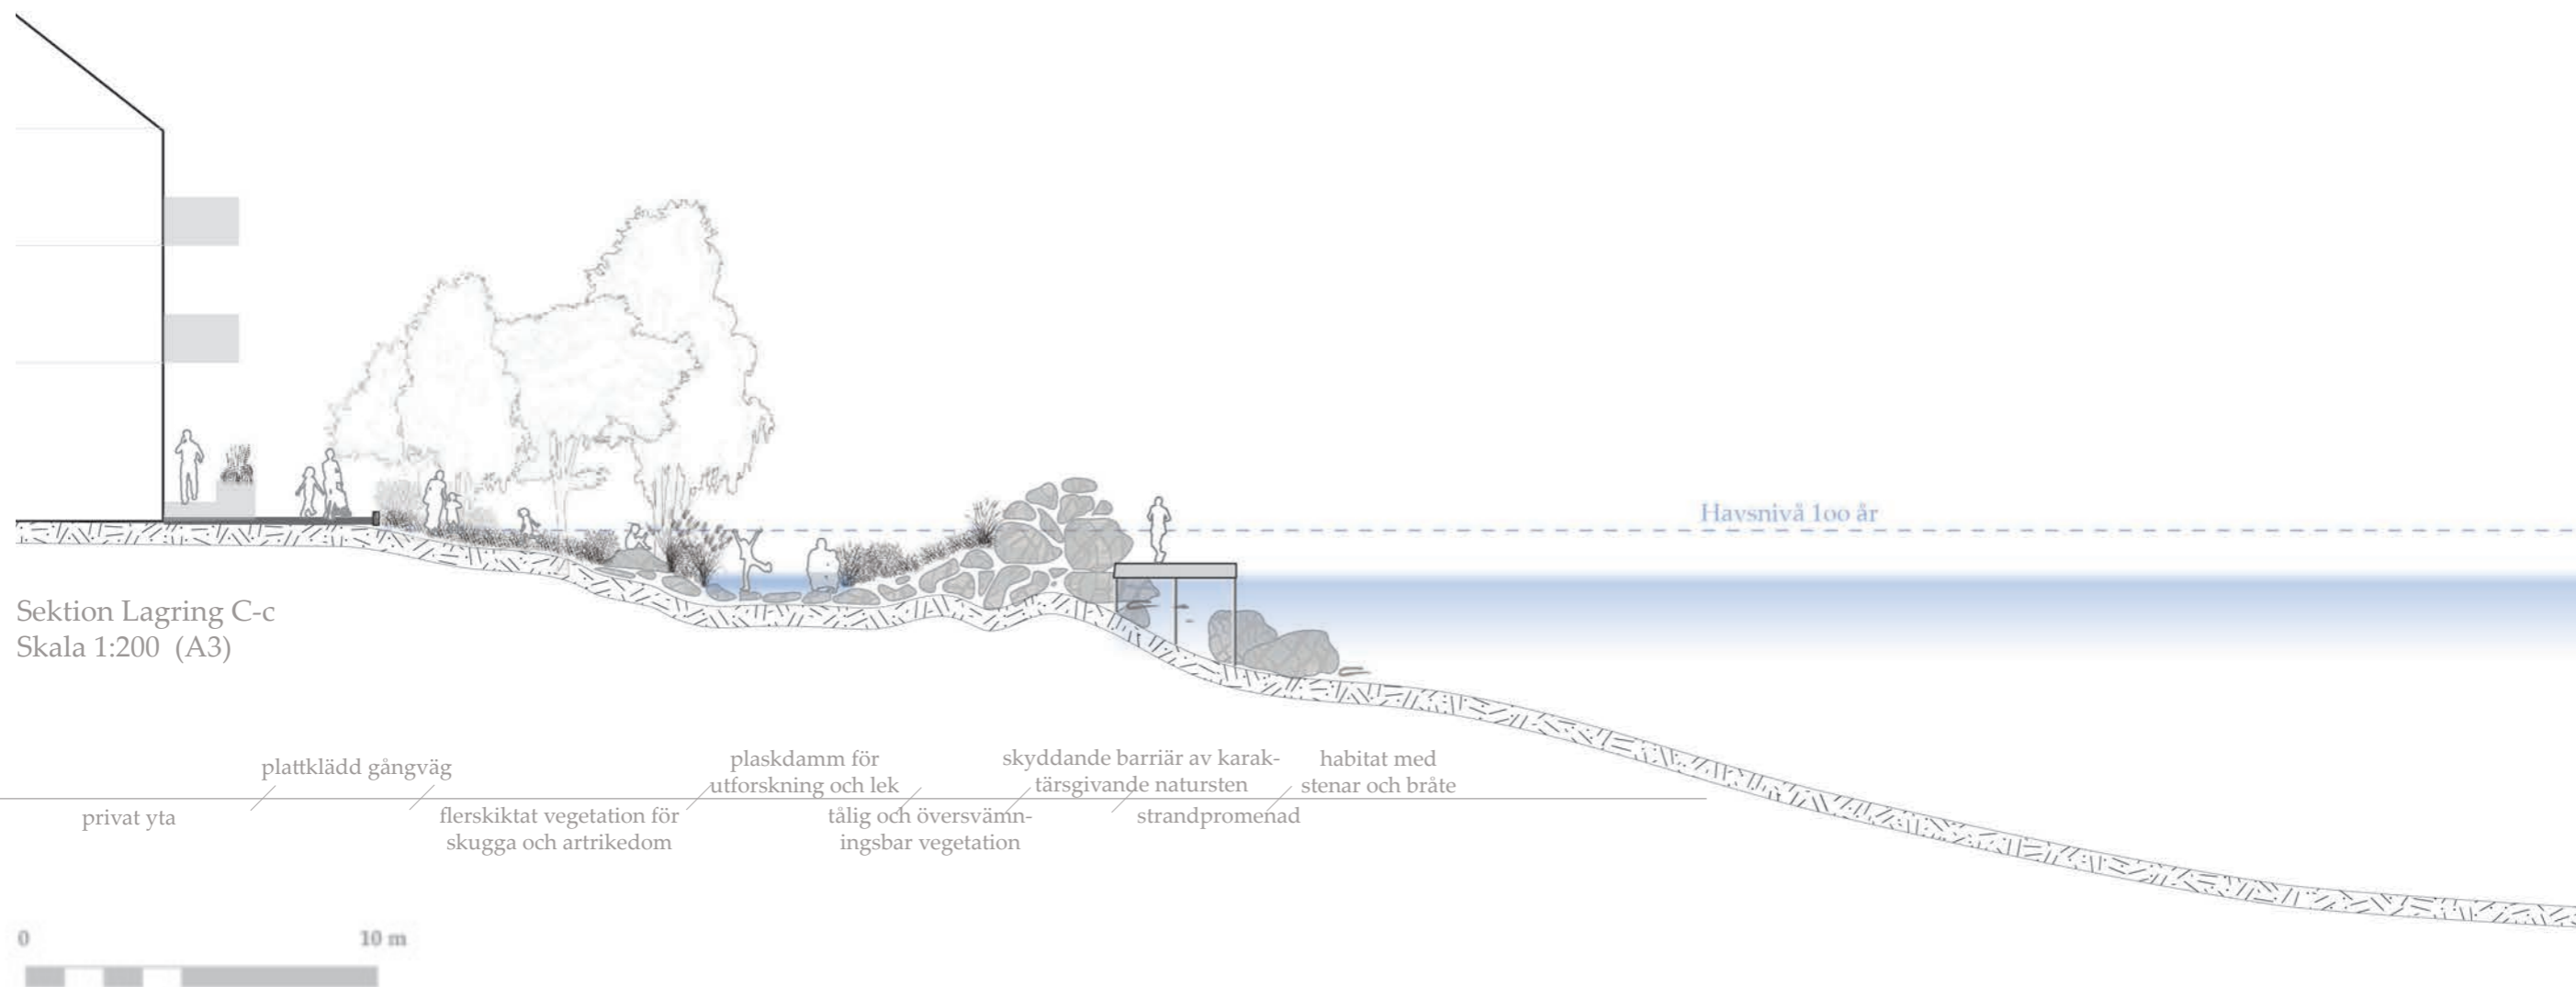 Havsnivå 1oo år
Sektion Lagring C-c
Skala 1:200 (A3)
plattklädd gångväg
plaskdamm för
utforskning och lek
skyddande barriär av karak-
tärsgivande natursten
habitat med
stenar och bråte
privat yta
flerskiktat vegetation för
skugga och artrikedom
tålig och översvämn-
ingsbar vegetation
strandpromenad
0 10 m